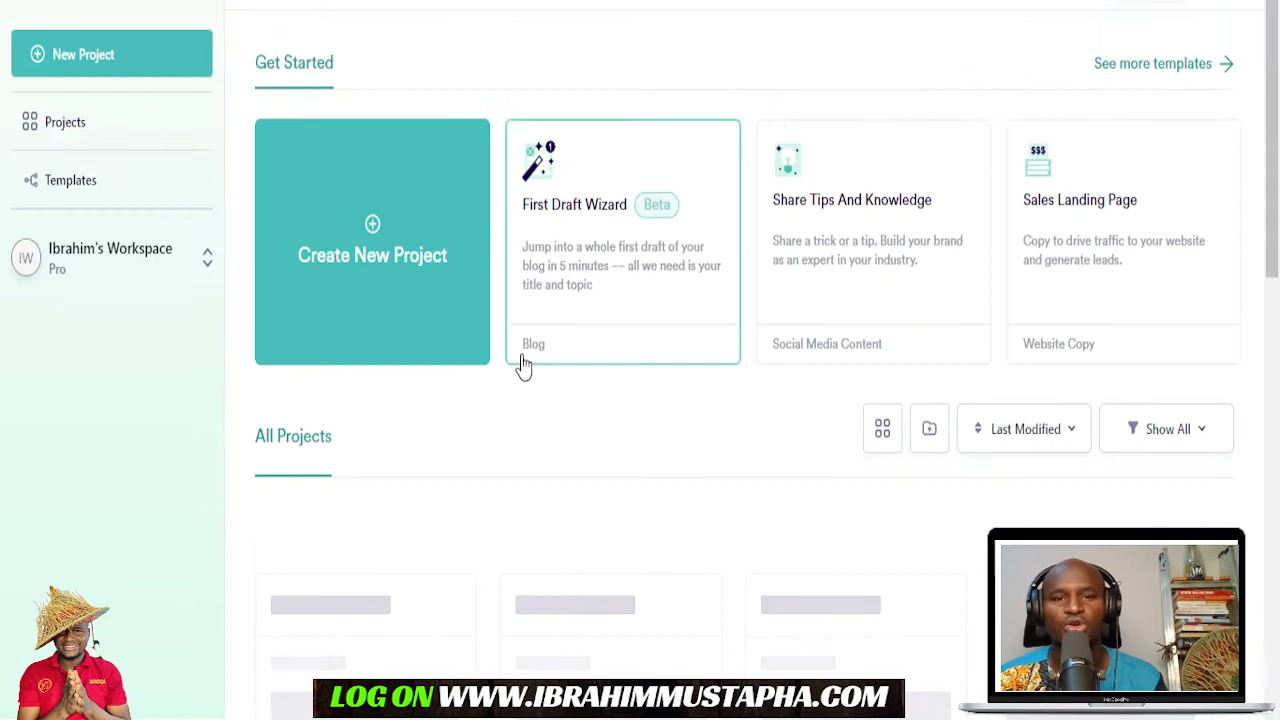 New Project
Projects
Templates
IW
Ibrahim's Workspace
Pro
Get Started
See more templates
Create New Project
First Draft Wizard Beta
Jump into a whole first draft of your
blog in 5 minutes –– all we need is your
title and topic
Blog
Share Tips And Knowledge
Share a trick or a tip. Build your brand
as an expert in your industry.
Social Media Content
$$$
Sales Landing Page
Copy to drive traffic to your website
and generate leads.
Website Copy
All Projects
Last Modified
Show All
LOG ON WWW.IBRAHIMMUSTAPHA.COM